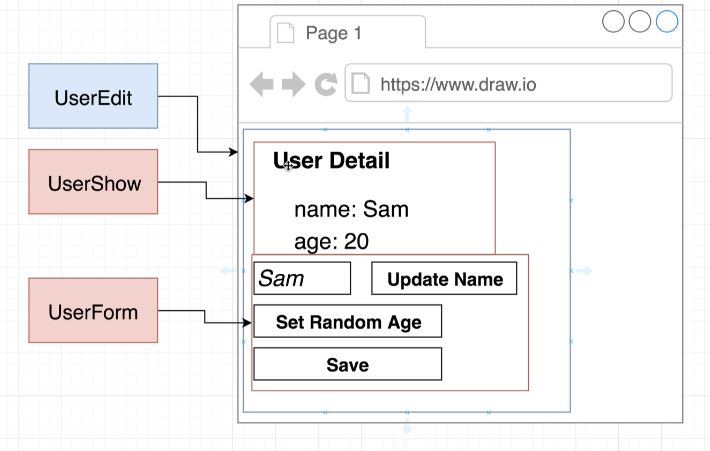 Page 1
https://www.draw.io
UserEdit
UserShow
UserForm
User Detail
name: Sam
age: 20
Sam
Update Name
Set Random Age
Save